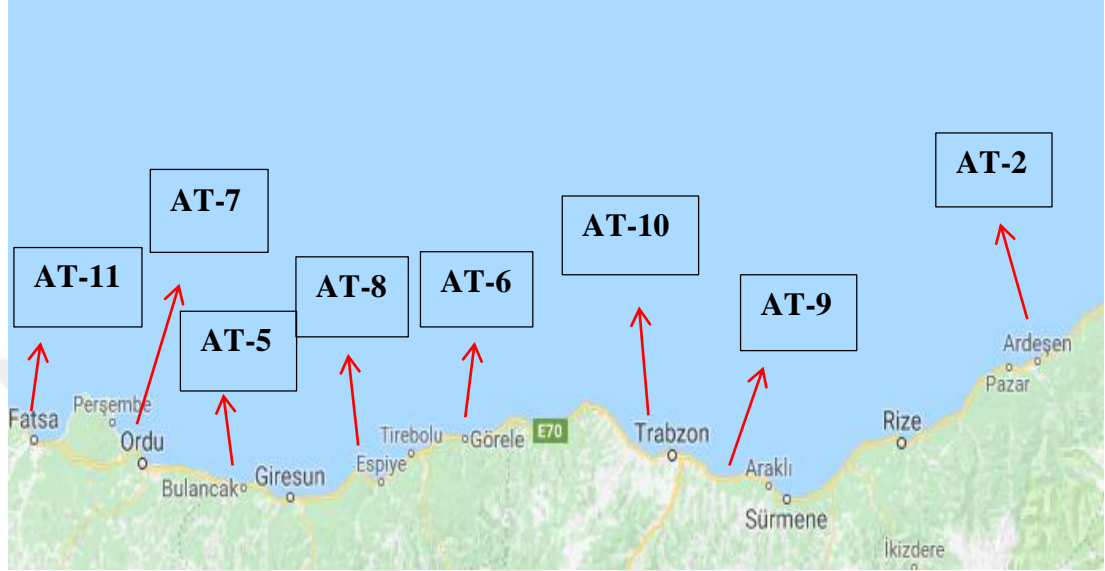 AT-2
AT-7
AT-10
AT-11
AT-8
AT-6
AT-9
AT-5
Ardeşen
Pazar
Perşembe
Fatsa
Ordu
Tirebolu
Görele
E70
Trabzon
Rize
Bulancak
Giresun
Espiye
Araklı
Sürmene
İkizdere